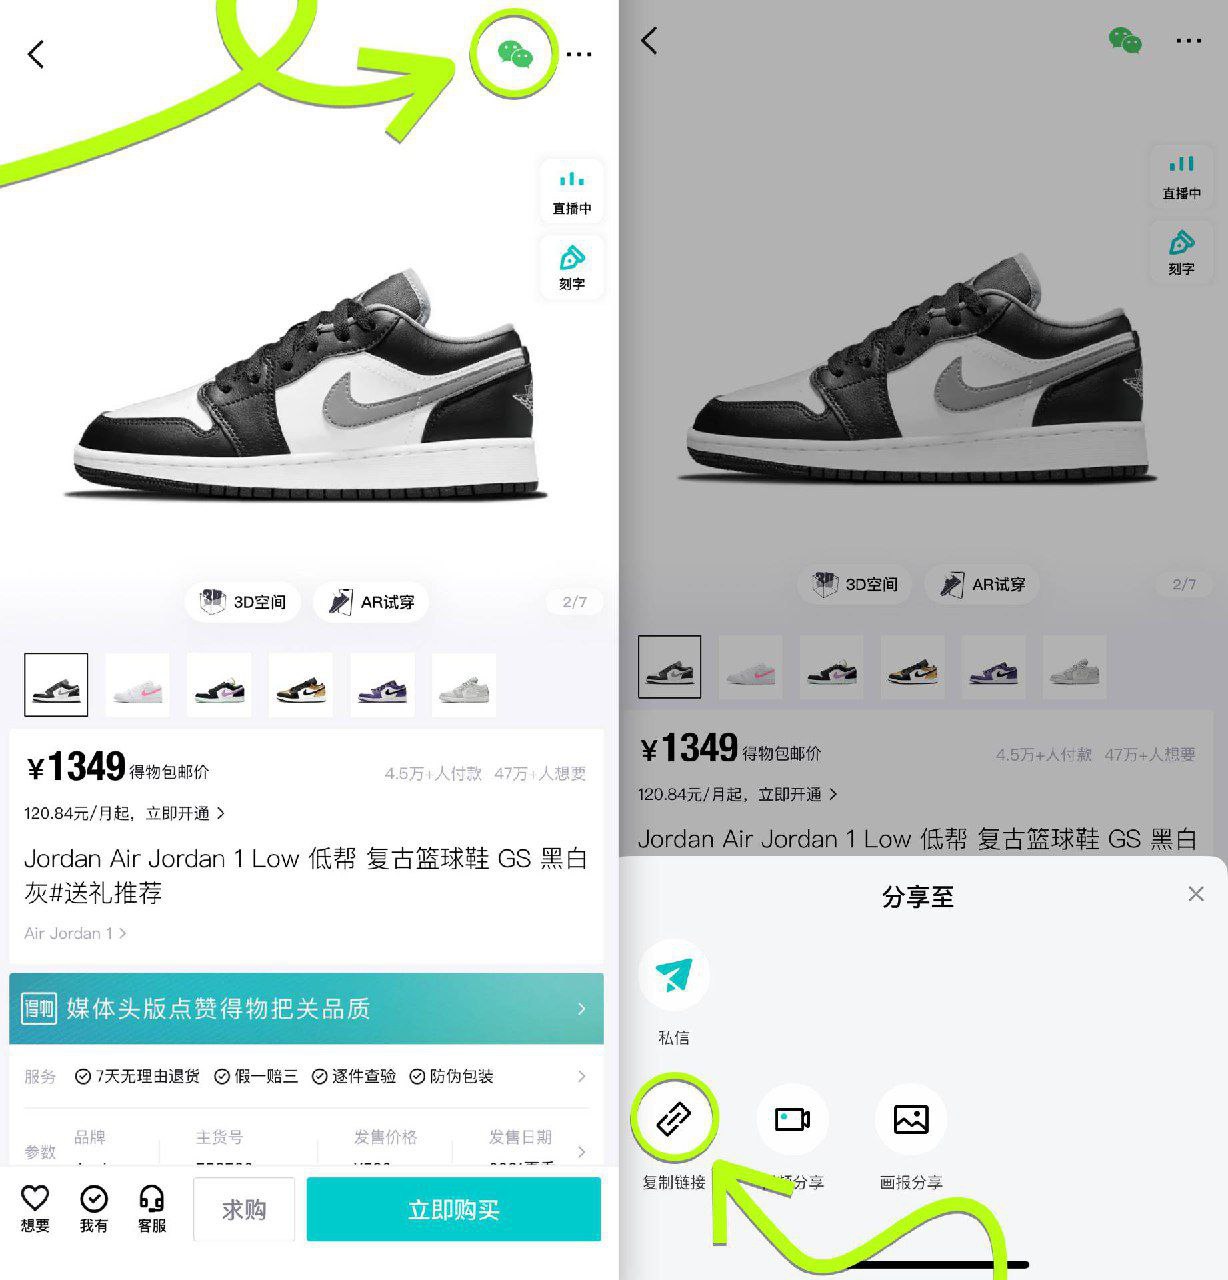 直播中
刻字
3D空间
AR试穿
2/7
¥1349得物包邮价
4.5万+人付款 47万+人想要
120.84元/月起，立即开通 >
Jordan Air Jordan 1 Low 低帮 复古篮球鞋 GS 黑白
灰#送礼推荐
Air Jordan 1 >
得物 媒体头版点赞得物把关品质 >
服务 7天无理由退货 假一赔三 逐件查验 防伪包装 >
参数 品牌 主货号 发售价格 发售日期 >
想要
我有
客服
求购
立即购买
直播中
刻字
3D空间
AR试穿
2/7
¥1349得物包邮价
4.5万+人付款 47万+人想要
120.84元/月起，立即开通 >
Jordan Air Jordan 1 Low 低帮 复古篮球鞋 GS 黑白
分享至
私信
复制链接
分享
画报分享